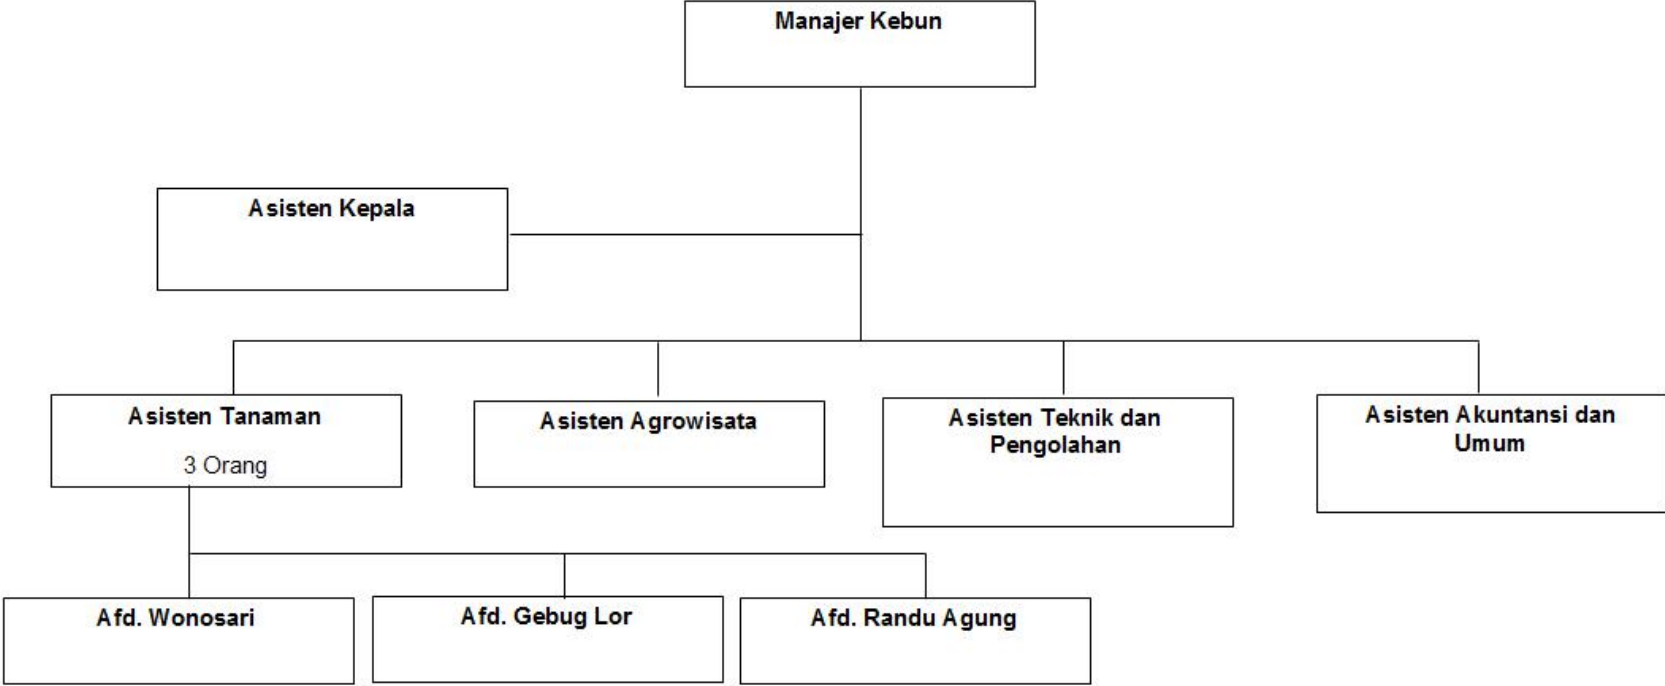 Manajer Kebun
Asisten Kepala
Asisten Tanaman
3 Orang
Asisten Agrowisata
Asisten Teknik dan
Pengolahan
Asisten Akuntansi dan
Umum
Afd. Wonosari
Afd. Gebug Lor
Afd. Randu Agung